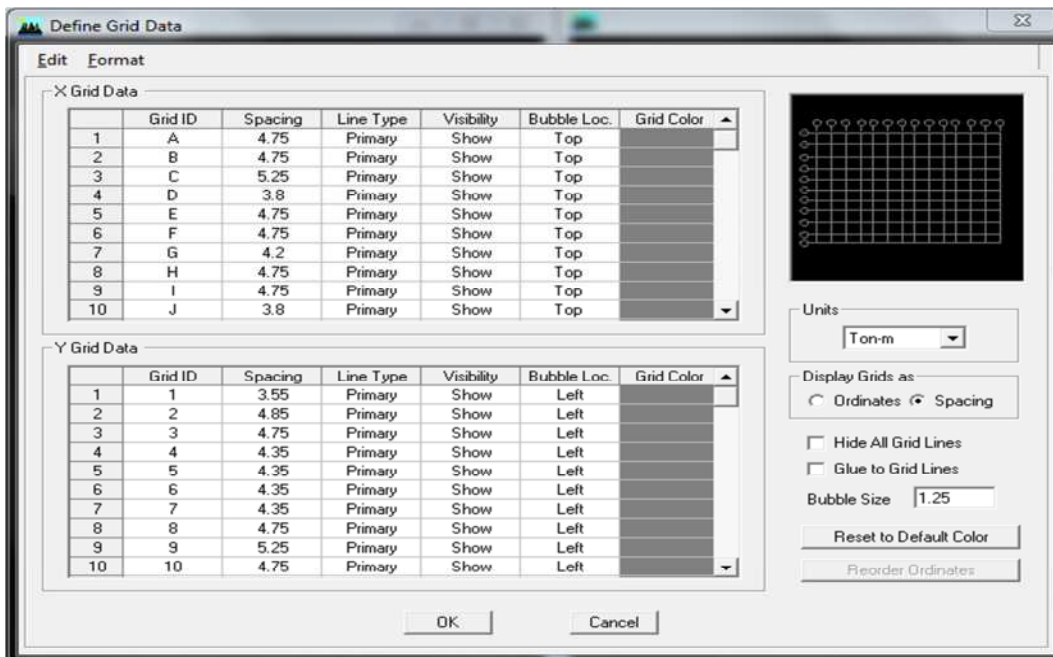 Define Grid Data
Edit Format
X Grid Data
Grid ID Spacing Line Type Visibility Bubble Loc. Grid Color
1 A 4.75 Primary Show Top
2 B 4.75 Primary Show Top
3 C 5.25 Primary Show Top
4 D 3.8 Primary Show Top
5 E 4.75 Primary Show Top
6 F 4.75 Primary Show Top
7 G 4.2 Primary Show Top
8 H 4.75 Primary Show Top
9 I 4.75 Primary Show Top
10 J 3.8 Primary Show Top
Y Grid Data
Grid ID Spacing Line Type Visibility Bubble Loc. Grid Color
1 1 3.55 Primary Show Left
2 2 4.85 Primary Show Left
3 3 4.75 Primary Show Left
4 4 4.35 Primary Show Left
5 5 4.35 Primary Show Left
6 6 4.35 Primary Show Left
7 7 4.35 Primary Show Left
8 8 4.75 Primary Show Left
9 9 5.25 Primary Show Left
10 10 4.75 Primary Show Left
Units
Ton-m
Display Grids as
Ordinates Spacing
Hide All Grid Lines
Glue to Grid Lines
Bubble Size 1.25
Reset to Default Color
Reorder Ordinates
OK Cancel